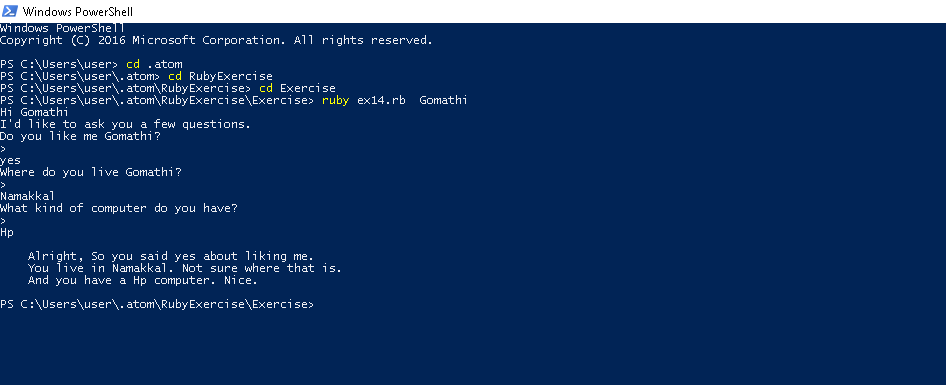 Windows PowerShell
Windows PowerShell
Copyright (C) 2016 Microsoft Corporation. All rights reserved.
PS C:\Users\user> cd .atom
PS C:\Users\user\.atom> cd RubyExercise
PS C:\Users\user\.atom\RubyExercise> cd Exercise
PS C:\Users\user\.atom\RubyExercise\Exercise> ruby ex14.rb  Gomathi
Hi Gomathi
I'd like to ask you a few questions.
Do you like me Gomathi?
>
yes
Where do you live Gomathi?
>
Namakkal
What kind of computer do you have?
>
Hp
    Alright, So you said yes about liking me.
    You live in Namakkal. Not sure where that is.
    And you have a Hp computer. Nice.
PS C:\Users\user\.atom\RubyExercise\Exercise>